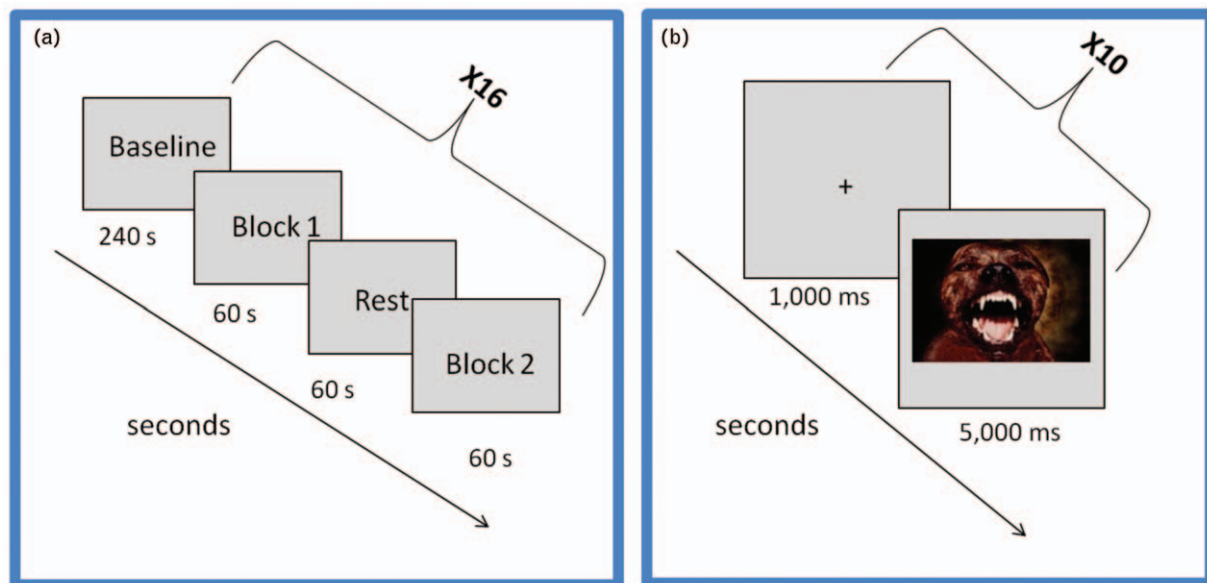 (a)
X16
Baseline
240 s
Block 1
60 s
Rest
60 s
Block 2
60 s
seconds
(b)
X10
+
1,000 ms
5,000 ms
seconds